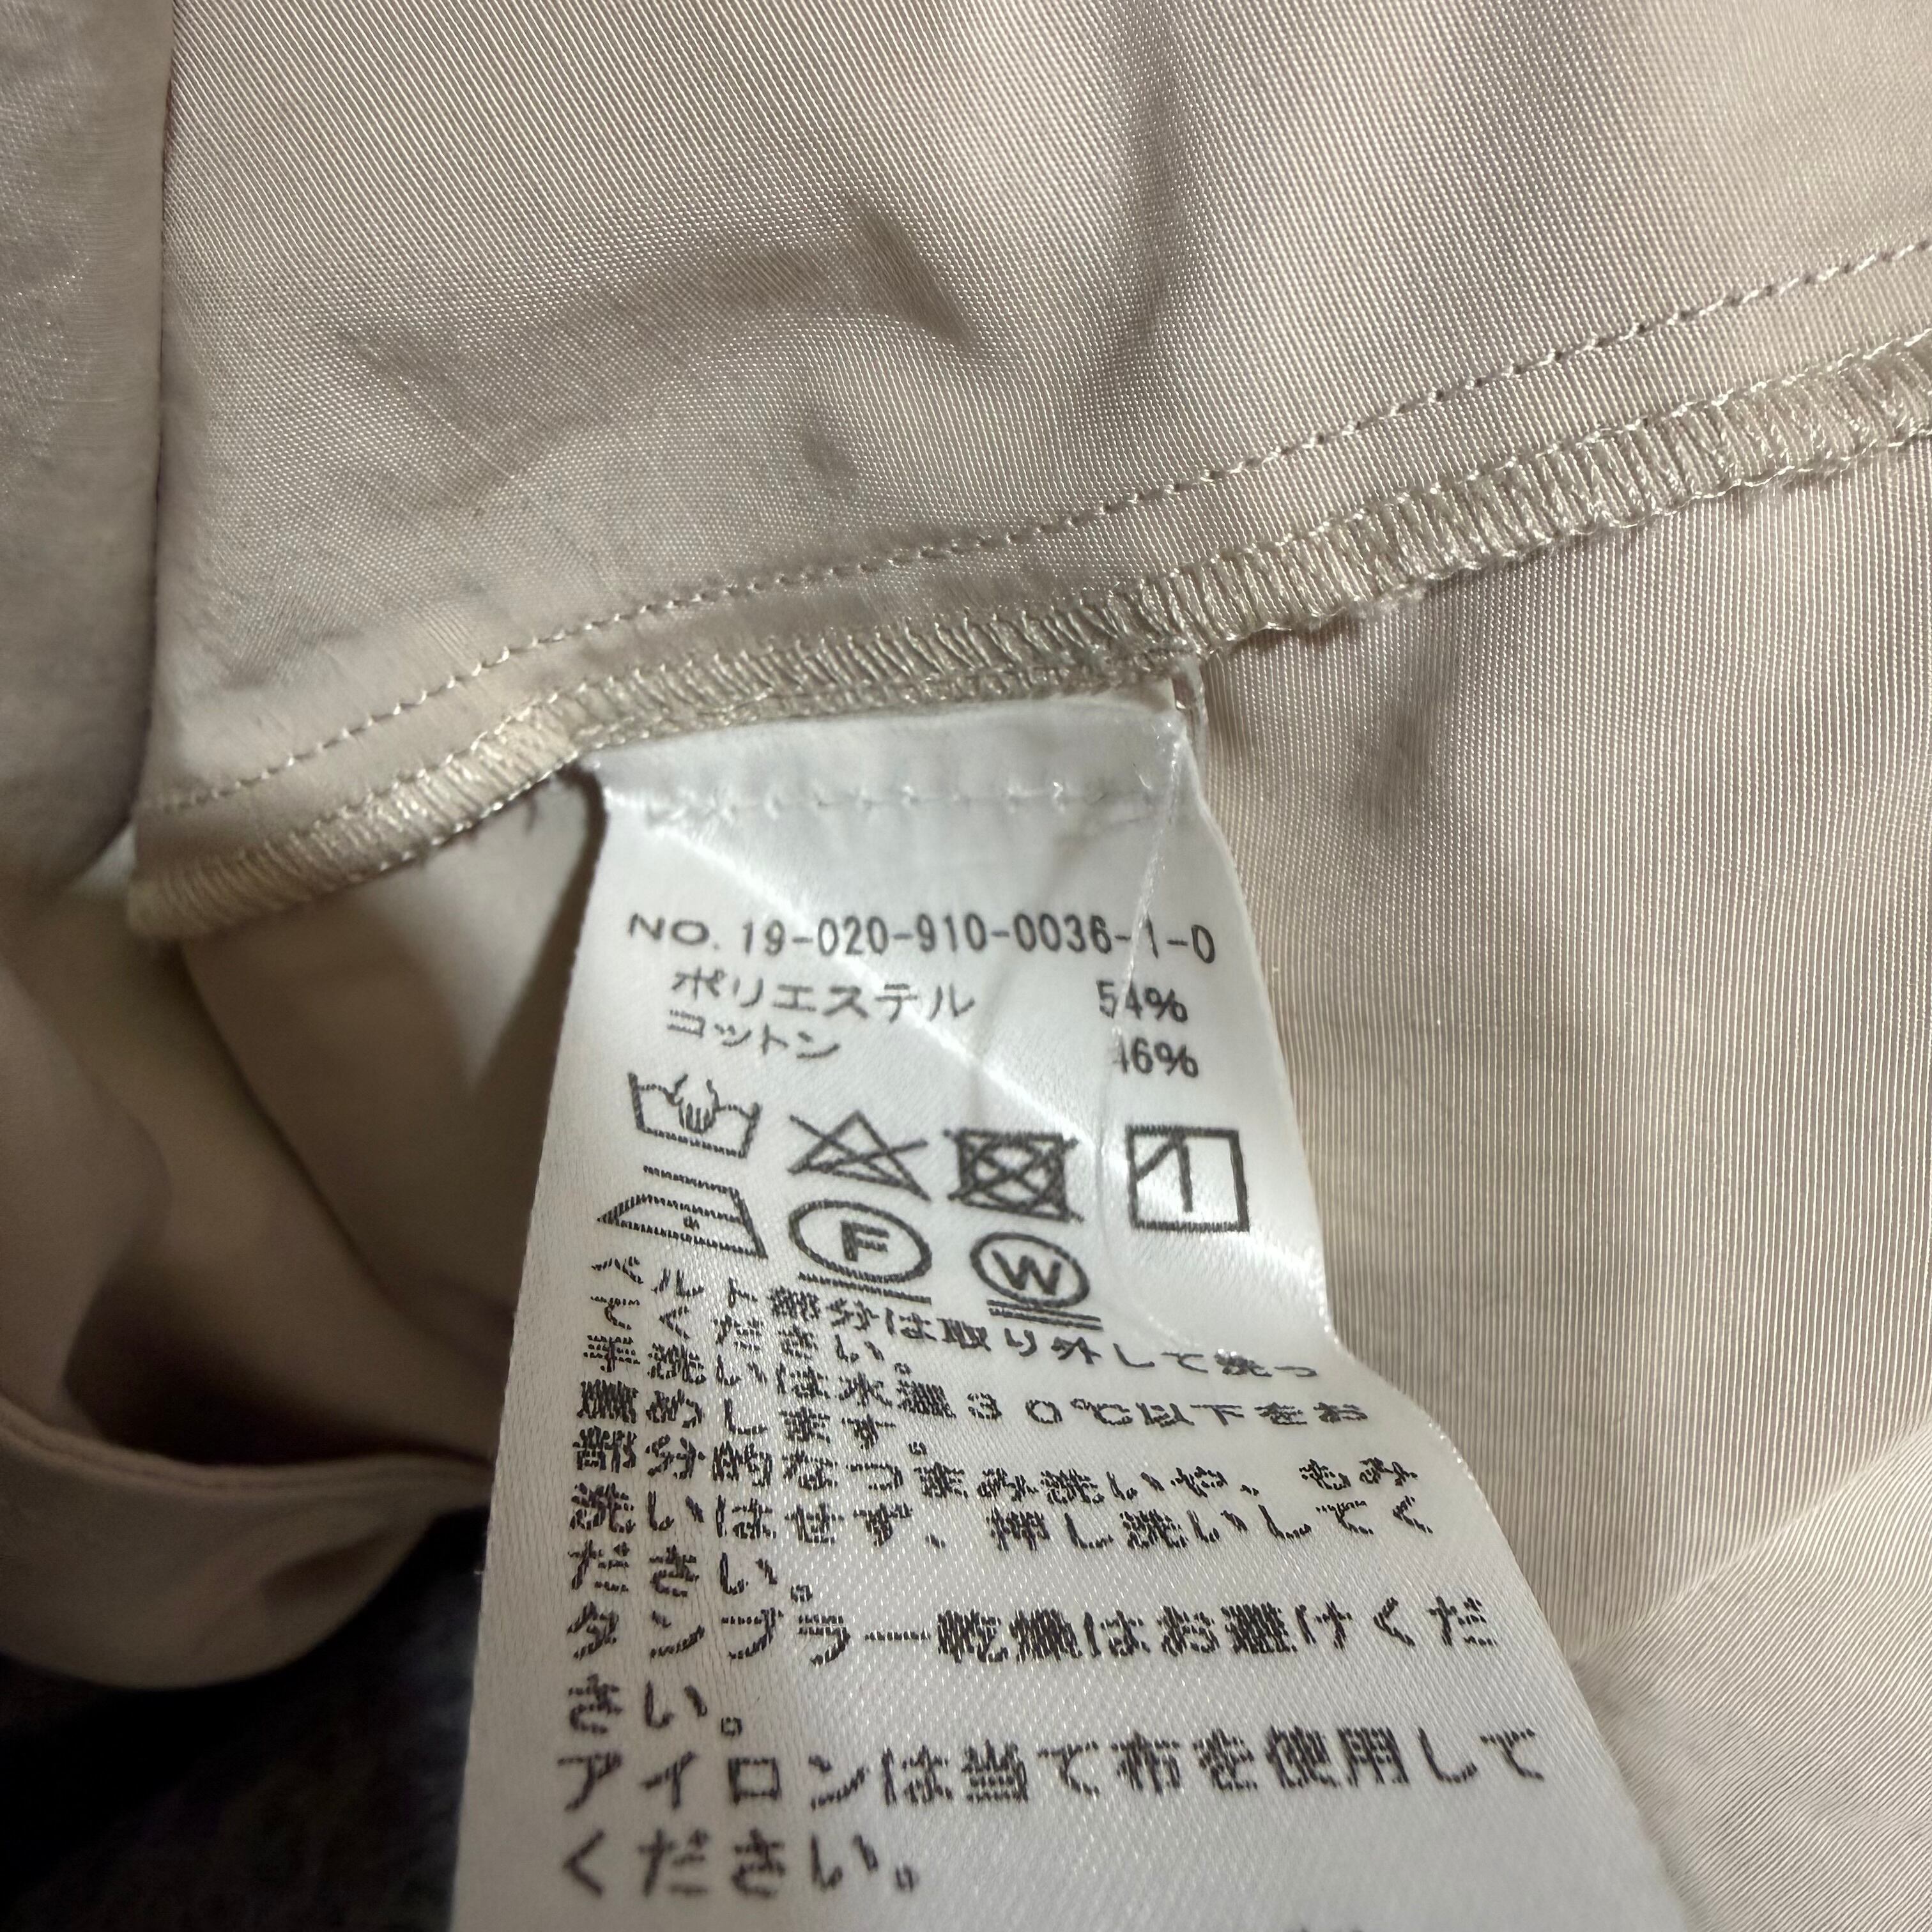 NO. 19-020-910-0036-1-0
ポリエステル 54%
コットン 46%
F
W
ベルト部分は取り外して洗っ
てください。
手洗いは水温30℃以下をお
薦めします。
部分的なつまみ洗いや、もみ
洗いはせず、押し洗いしてく
ださい。
タンブラー乾燥はお避けくだ
さい。
アイロンは当て布を使用して
ください。